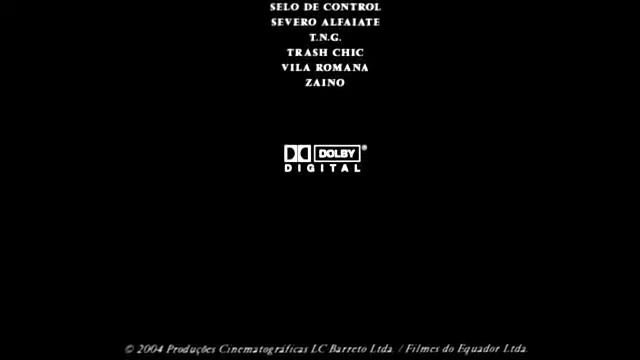 SELO DE CONTROL
SEVERO ALFAIATE
T.N.G.
TRASH CHIC
VILA ROMANA
ZAINO
DOLBY®
DIGITAL
© 2004 Produções Cinematográficas LC Barreto Ltda. / Filmes do Equador Ltda.